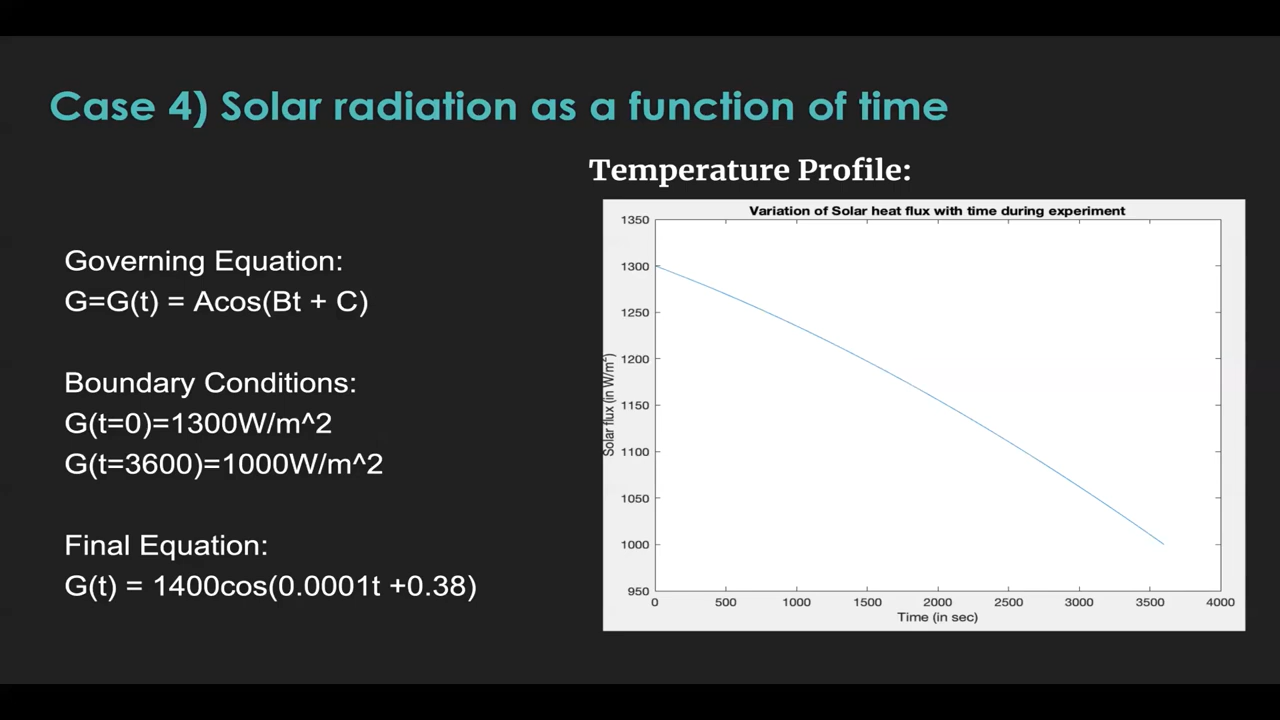 Case 4) Solar radiation as a function of time
Temperature Profile:
Governing Equation:
G=G(t) = Acos(Bt + C)
Boundary Conditions:
G(t=0)=1300W/m^2
G(t=3600)=1000W/m^2
Final Equation:
G(t) = 1400cos(0.0001t +0.38)
Variation of Solar heat flux with time during experiment
Solar flux (in W/m²)
1350
1300
1250
1200
1150
1100
1050
1000
950
0 500 1000 1500 2000 2500 3000 3500 4000
Time (in sec)